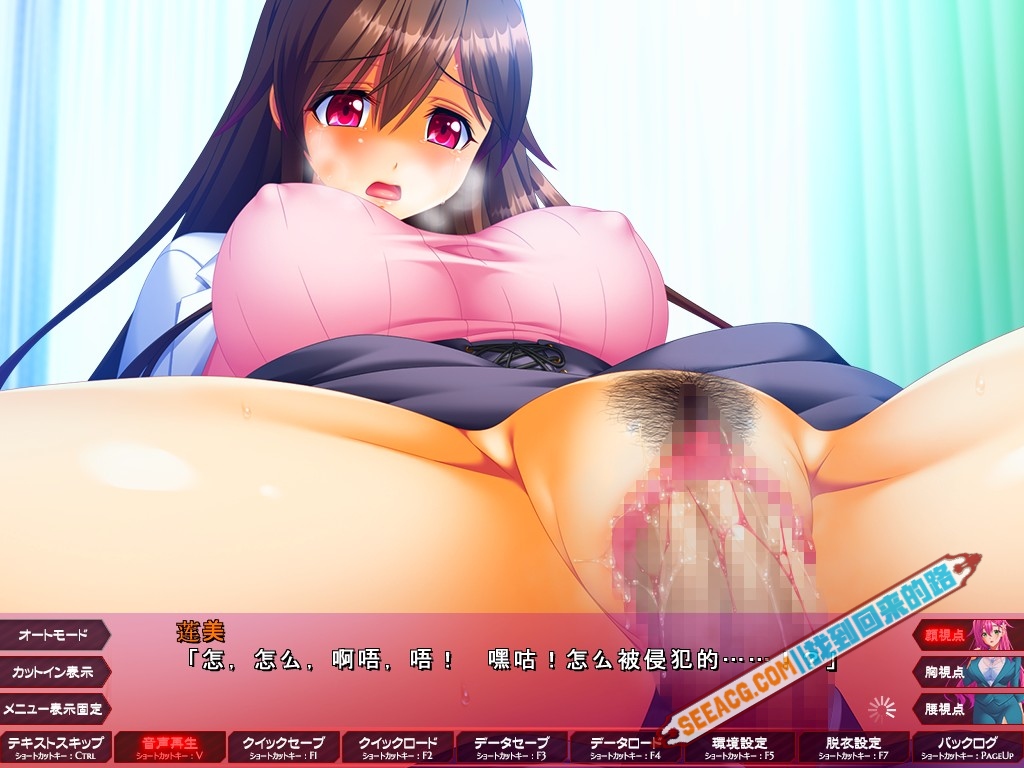 莲美
「怎，怎么，啊唔，唔！　嘿咕！怎么被侵犯的……
」
オートモード
カットイン表示
メニュー表示固定
顔視点
胸視点
腰視点
SEEACG.COM||找到回来的路
テキストスキップ
ショートカットキー：CTRL
音声再生
ショートカットキー：V
クイックセーブ
ショートカットキー：F1
クイックロード
ショートカットキー：F2
データセーブ
ショートカットキー：F3
データロード
ショートカットキー：F4
環境設定
ショートカットキー：F5
脱衣設定
ショートカットキー：F7
バックログ
ショートカットキー：PAGEUP